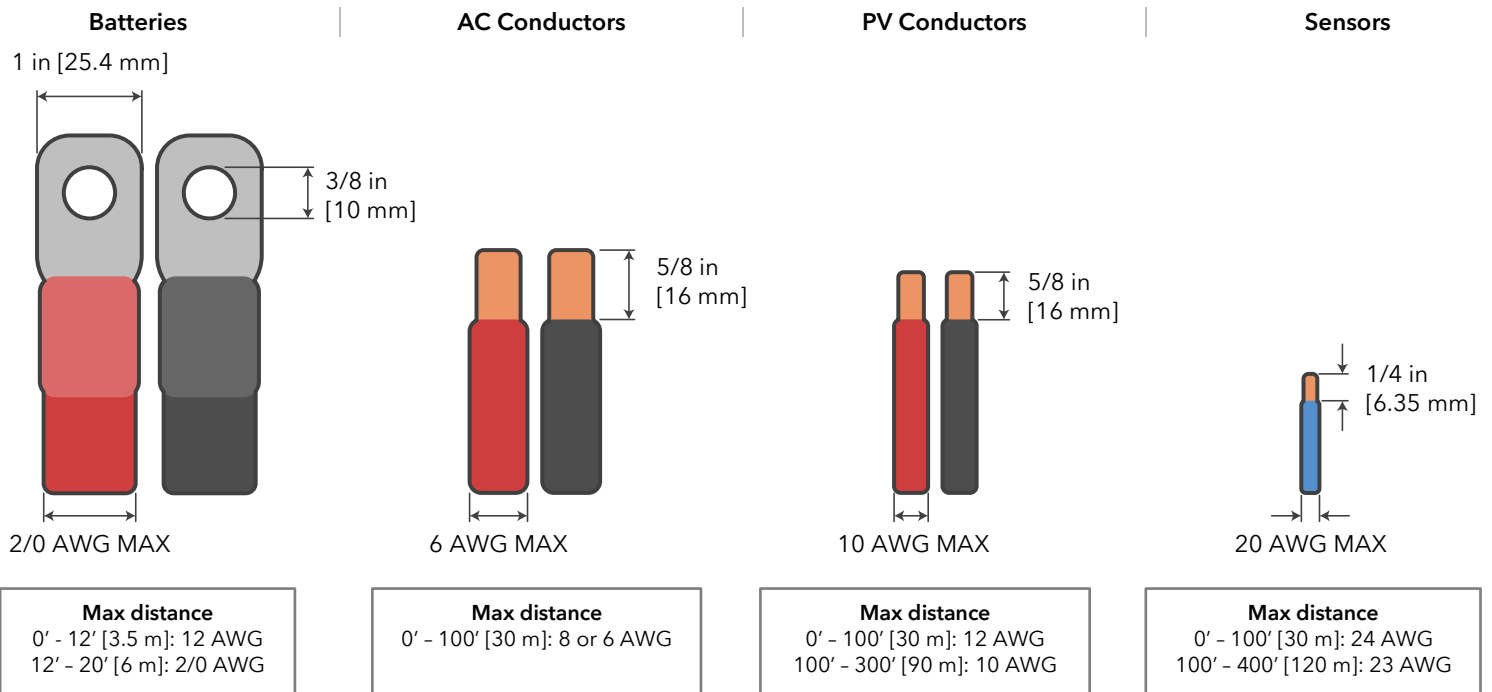 Batteries
1 in [25.4 mm]
3/8 in
[10 mm]
2/0 AWG MAX
Max distance
0’ - 12’ [3.5 m]: 12 AWG
12’ – 20’ [6 m]: 2/0 AWG
AC Conductors
5/8 in
[16 mm]
6 AWG MAX
Max distance
0’ – 100’ [30 m]: 8 or 6 AWG
PV Conductors
5/8 in
[16 mm]
10 AWG MAX
Max distance
0’ – 100’ [30 m]: 12 AWG
100’ – 300’ [90 m]: 10 AWG
Sensors
1/4 in
[6.35 mm]
20 AWG MAX
Max distance
0’ – 100’ [30 m]: 24 AWG
100’ – 400’ [120 m]: 23 AWG